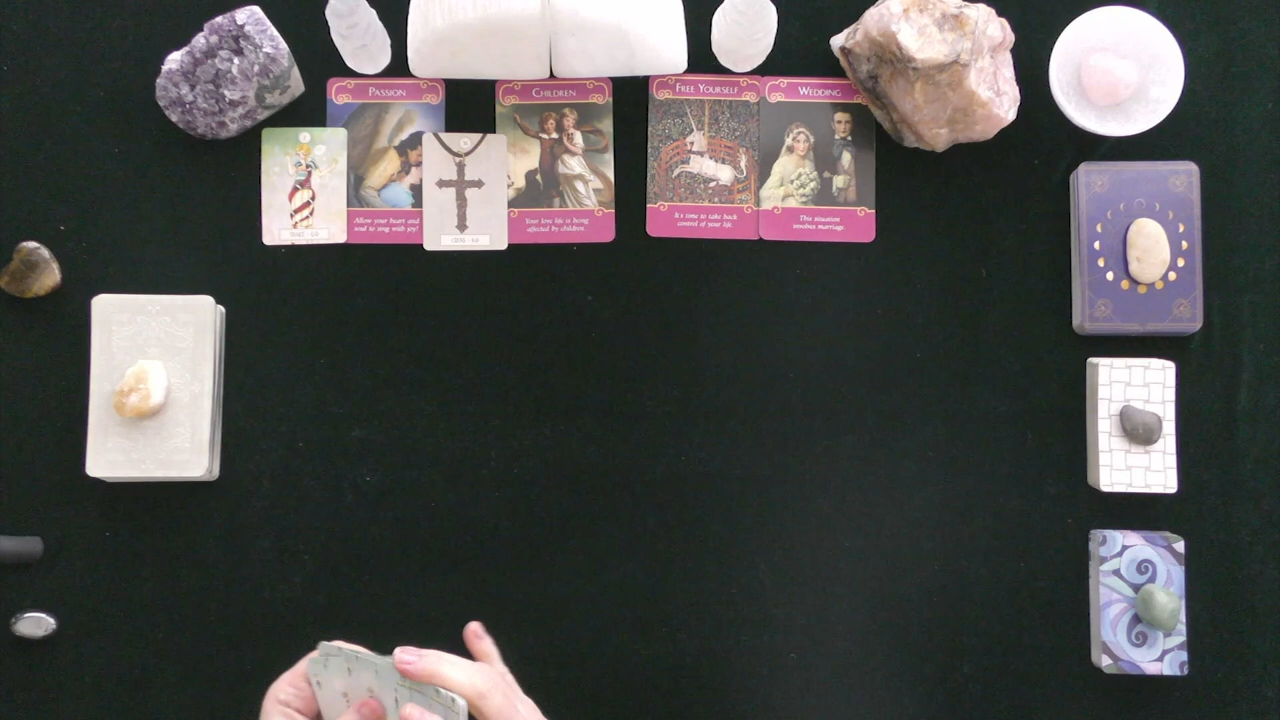 PASSION
Allow your heart and
soul to sing with joy!
CHILDREN
Your love life is being
affected by children.
FREE YOURSELF
It's time to take back
control of your life.
WEDDING
This situation
involves marriage.